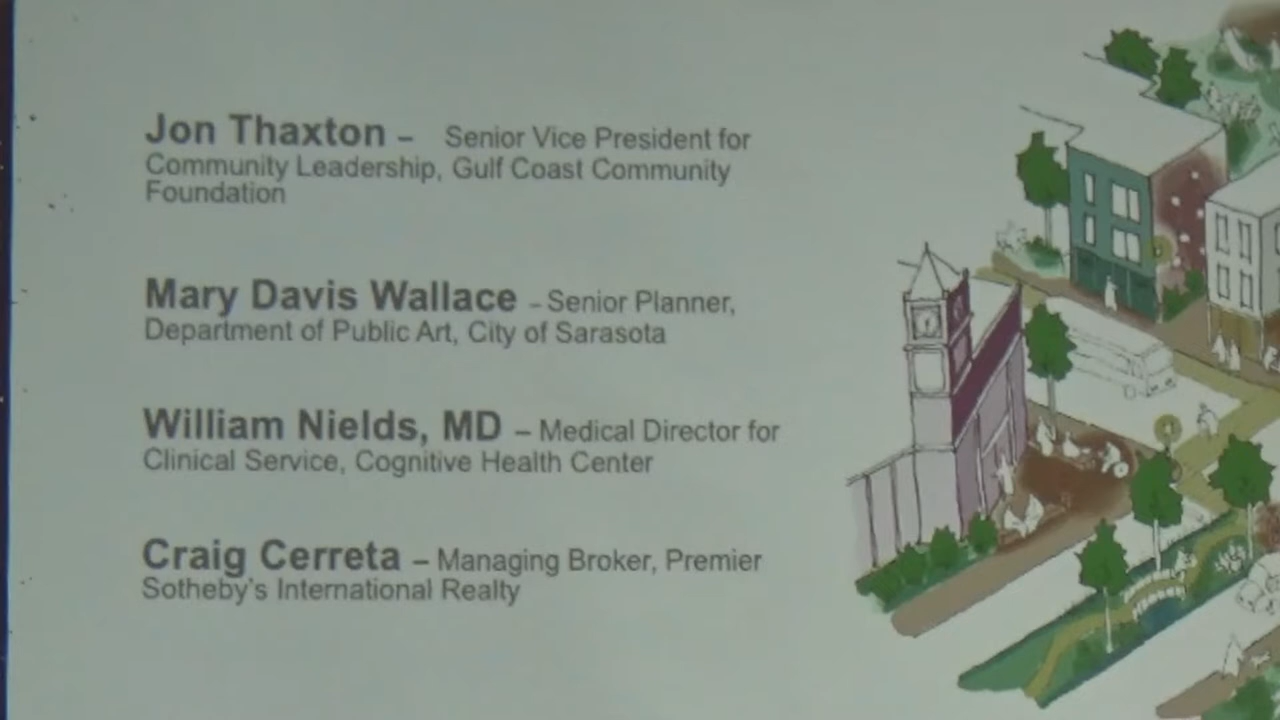 Jon Thaxton – Senior Vice President for
Community Leadership, Gulf Coast Community
Foundation
Mary Davis Wallace – Senior Planner,
Department of Public Art, City of Sarasota
William Nields, MD – Medical Director for
Clinical Service, Cognitive Health Center
Craig Cerreta – Managing Broker, Premier
Sotheby's International Realty